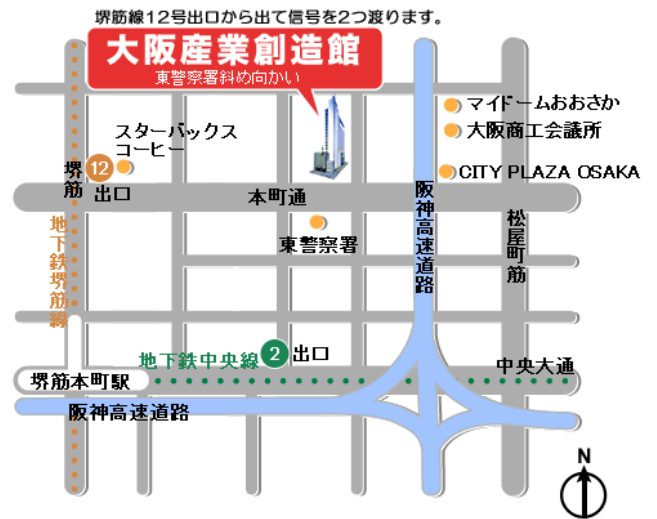 堺筋線12号出口から出て信号を2つ渡ります。
大阪産業創造館
東警察署斜め向かい
マイドームおおさか
大阪商工会議所
スターバックス
コーヒー
CITY PLAZA OSAKA
堺筋
12
出口
本町通
阪神高速道路
松屋町筋
地下鉄堺筋線
東警察署
地下鉄中央線
2
出口
中央大通
堺筋本町駅
阪神高速道路
N